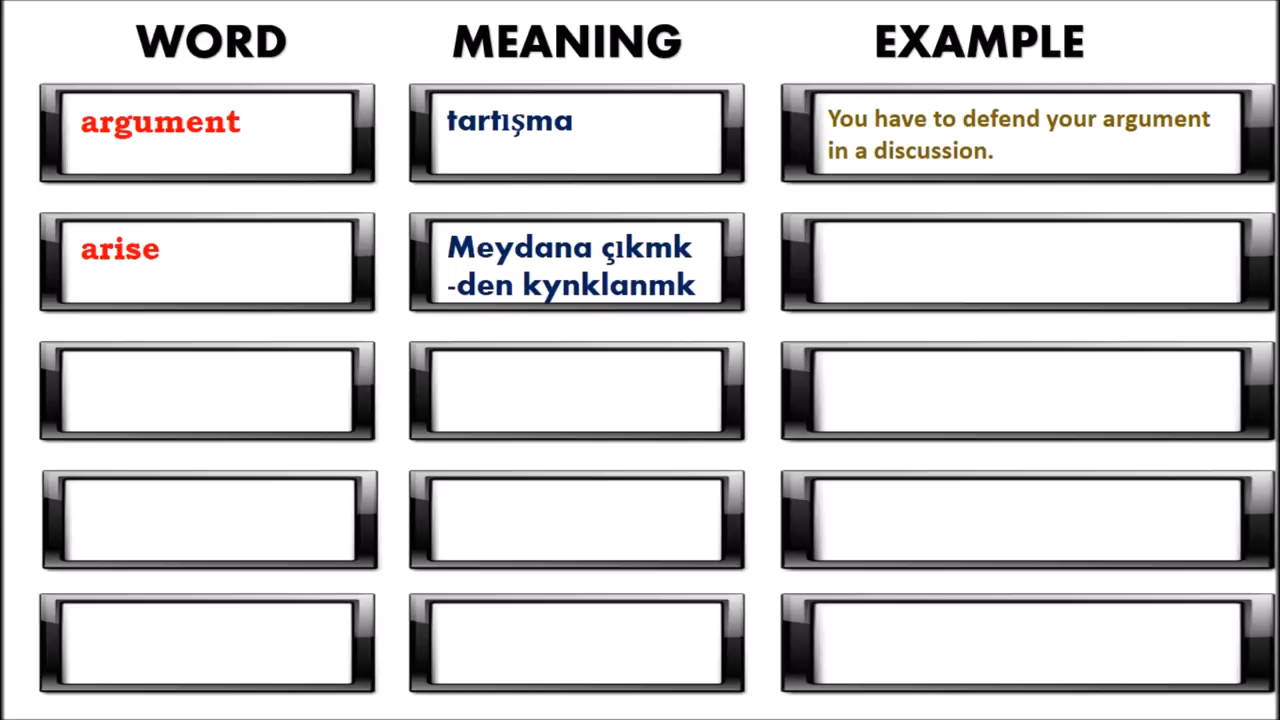 WORD MEANING EXAMPLE
argument
tartışma
You have to defend your argument
in a discussion.
arise
Meydana çıkmk
-den kynklanmk